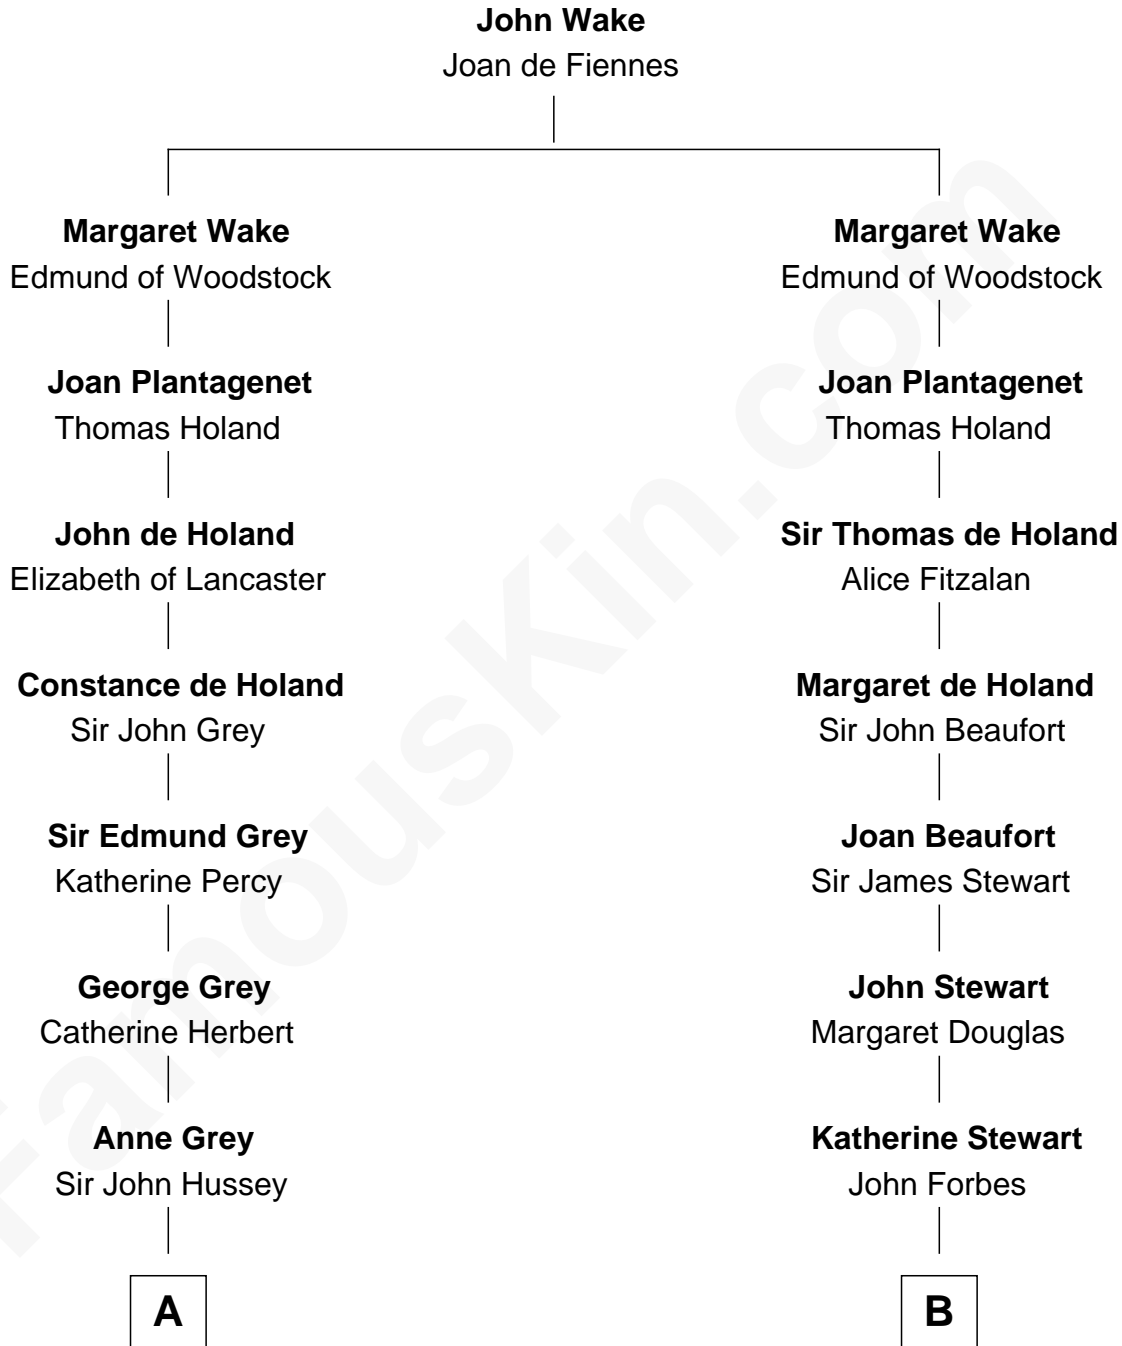 John Wake
Joan de Fiennes
Margaret Wake
Edmund of Woodstock
Margaret Wake
Edmund of Woodstock
Joan Plantagenet
Thomas Holand
Joan Plantagenet
Thomas Holand
John de Holand
Elizabeth of Lancaster
Sir Thomas de Holand
Alice Fitzalan
Constance de Holand
Sir John Grey
Margaret de Holand
Sir John Beaufort
Sir Edmund Grey
Katherine Percy
Joan Beaufort
Sir James Stewart
George Grey
Catherine Herbert
John Stewart
Margaret Douglas
Anne Grey
Sir John Hussey
Katherine Stewart
John Forbes
A
B
FamousKin.com